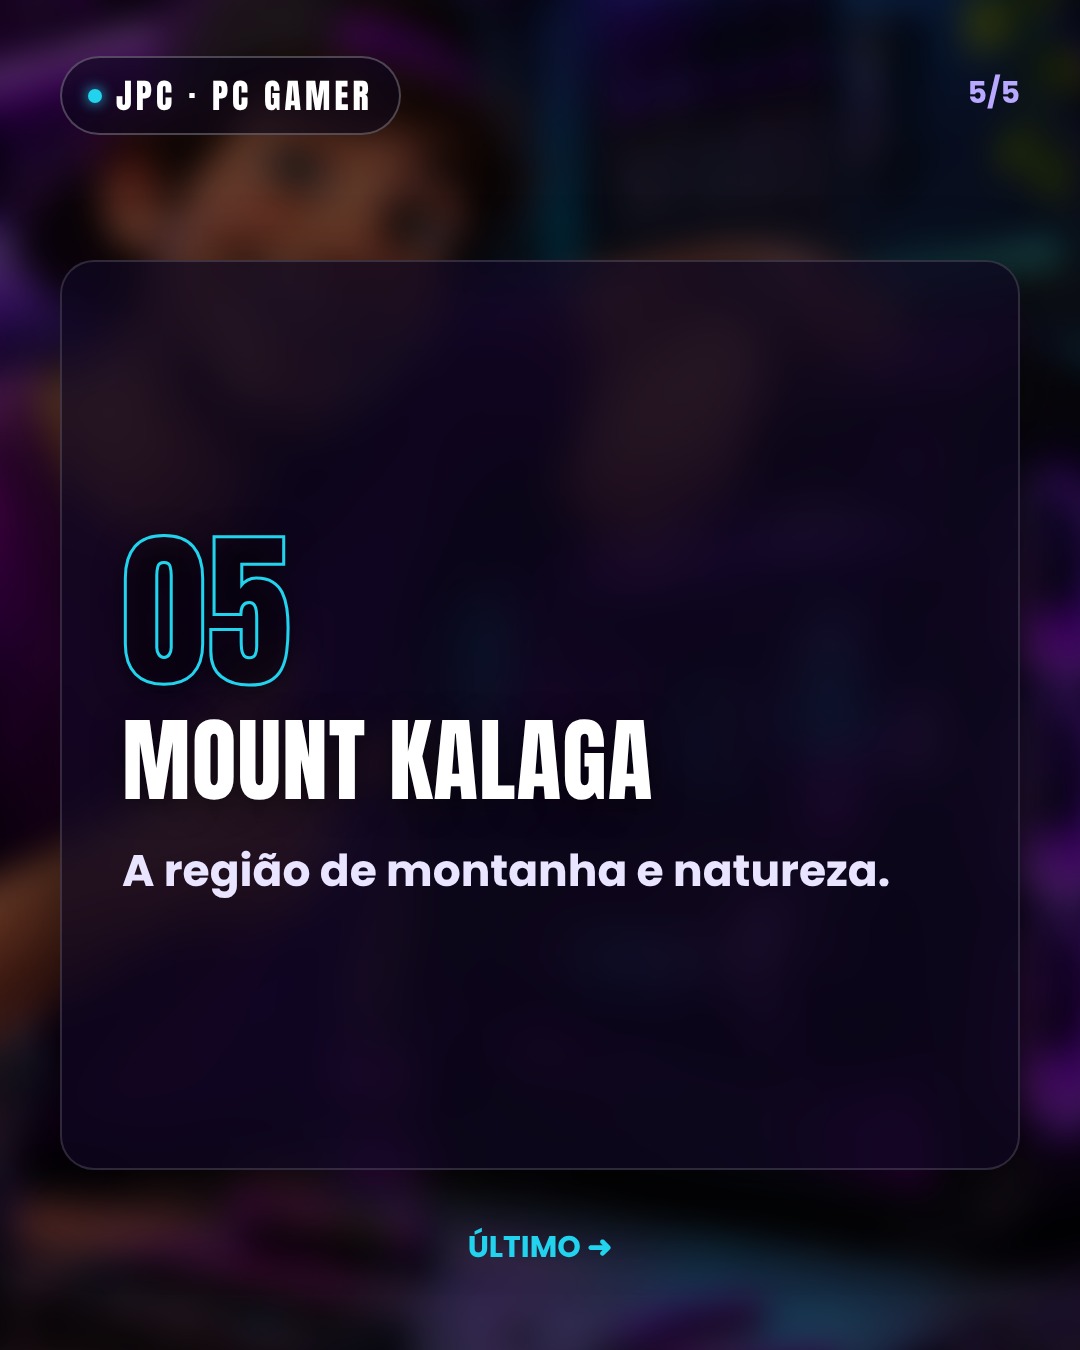 JPC · PC GAMER
5/5
05
MOUNT KALAGA
A região de montanha e natureza.
ÚLTIMO ➜